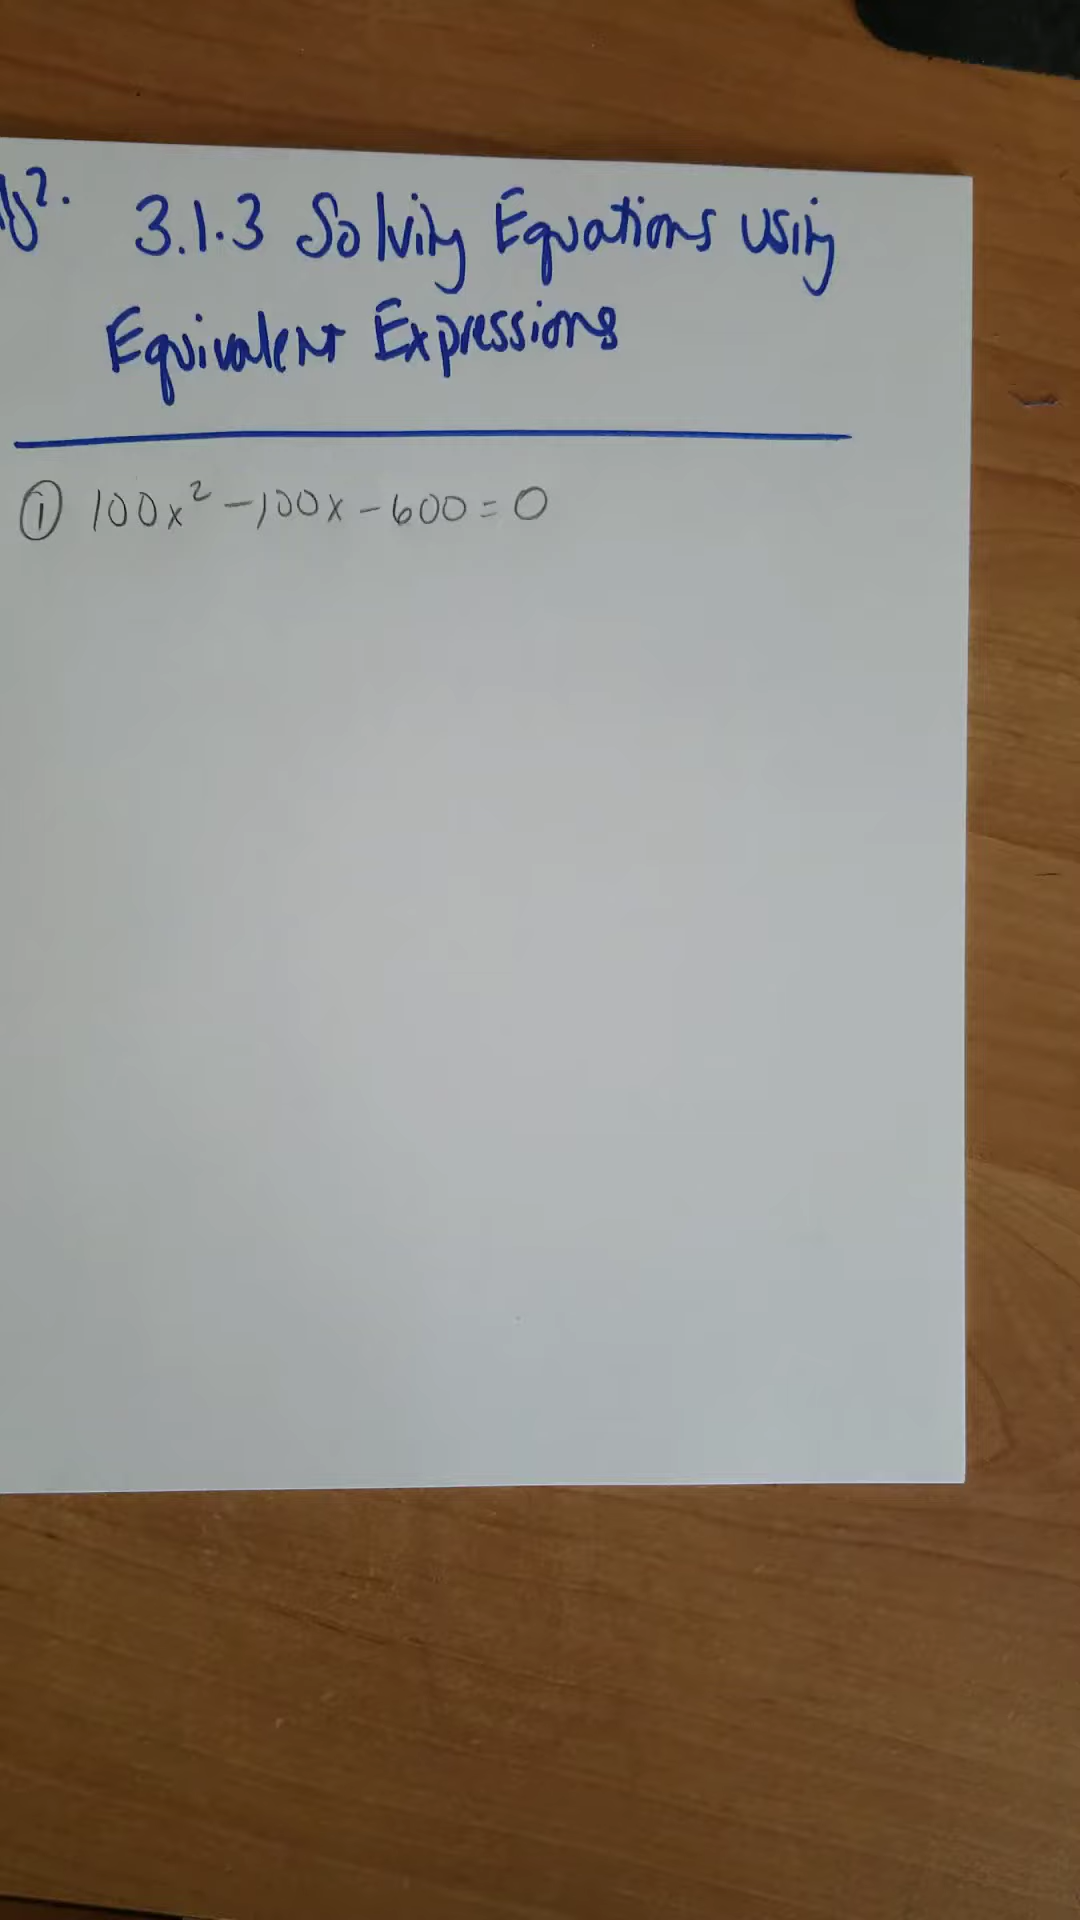 3.1.3 Solving Equations using
Equivalent Expressions
① 100x² - 100x - 600 = 0